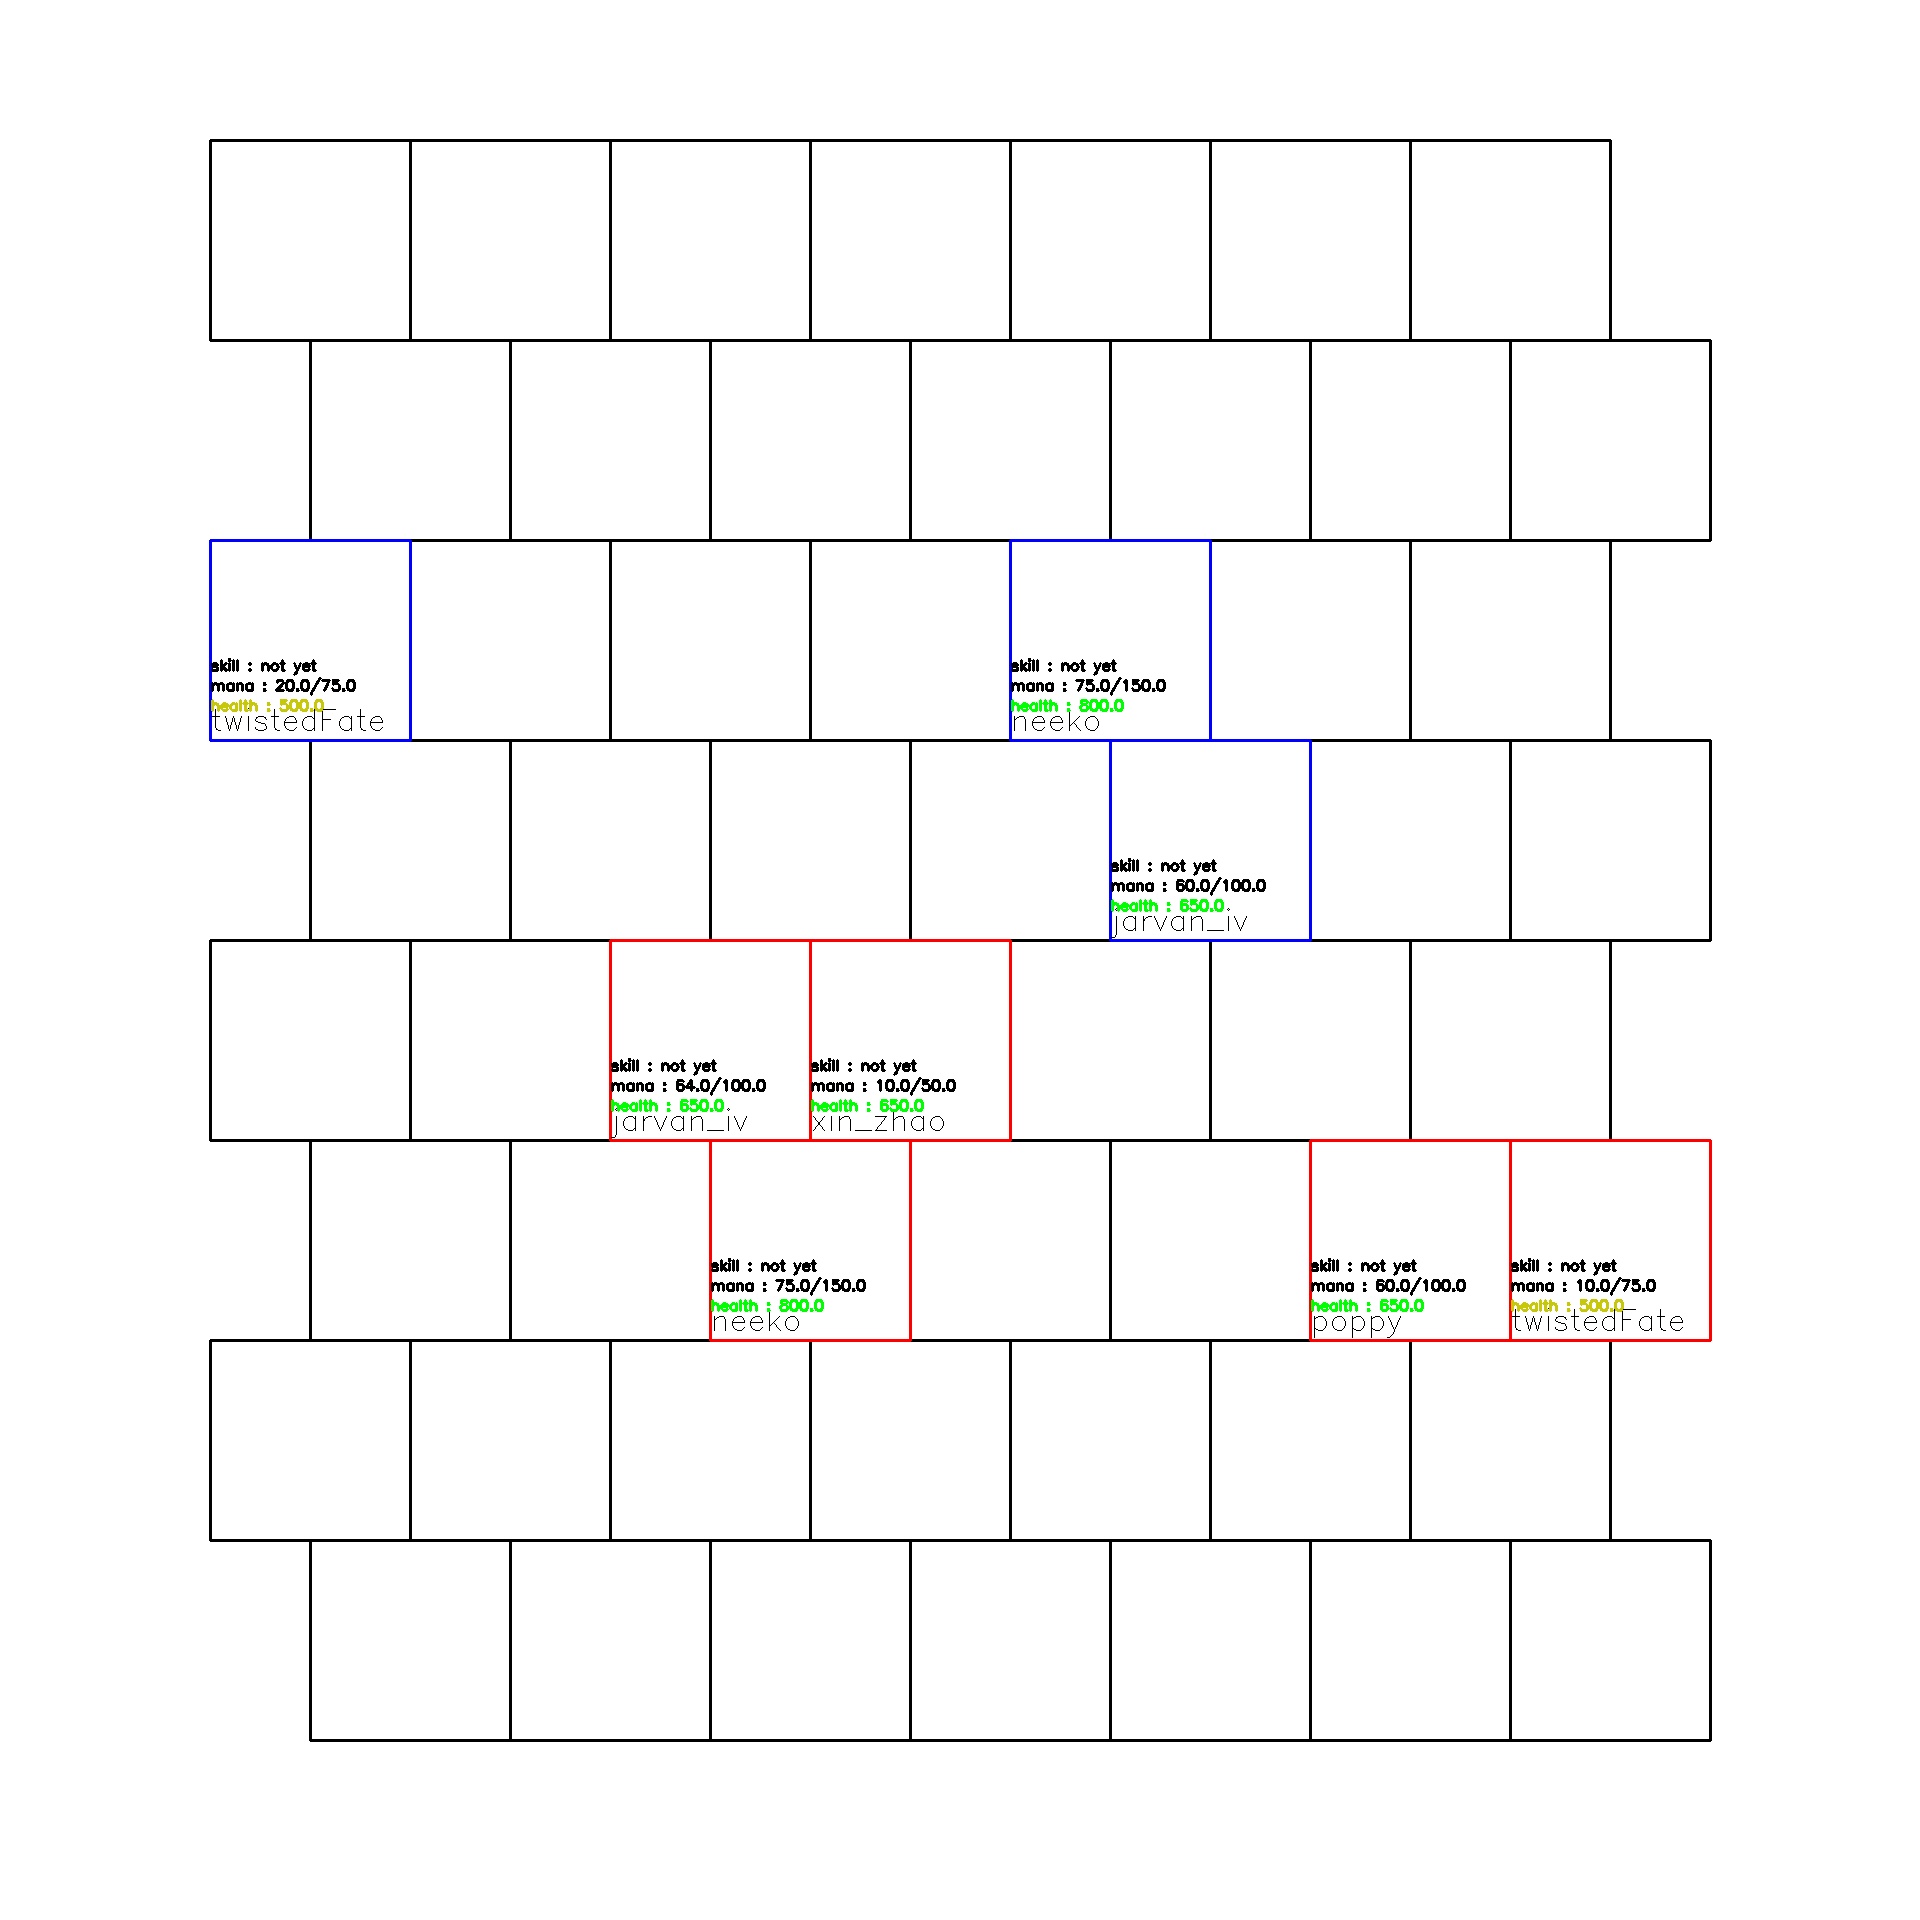 skill : not yet
mana : 20.0/75.0
health : 500.0
twistedFate
skill : not yet
mana : 75.0/150.0
health : 800.0
neeko
skill : not yet
mana : 60.0/100.0
health : 650.0
jarvan_iv
skill : not yet
mana : 64.0/100.0
health : 650.0
jarvan_iv
skill : not yet
mana : 10.0/50.0
health : 650.0
xin_zhao
skill : not yet
mana : 75.0/150.0
health : 800.0
neeko
skill : not yet
mana : 60.0/100.0
health : 650.0
poppy
skill : not yet
mana : 10.0/75.0
health : 500.0
twistedFate